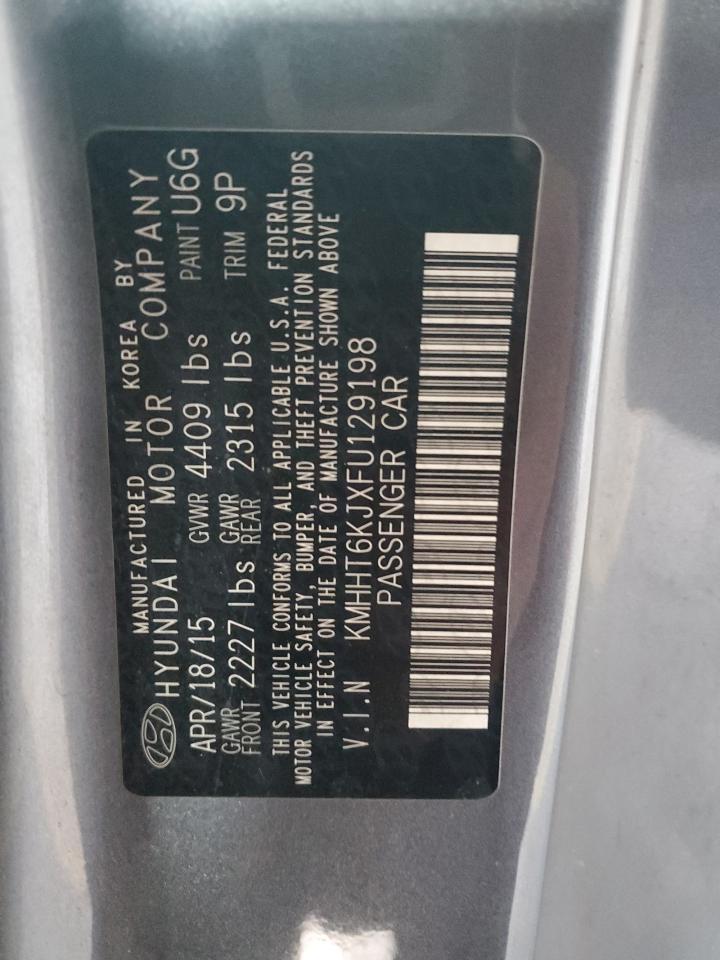 MANUFACTURED IN KOREA BY
HYUNDAI MOTOR COMPANY
APR/18/15 GVWR 4409 lbs PAINT U6G
GAWR FRONT 2227 lbs GAWR REAR 2315 lbs TRIM 9P
THIS VEHICLE CONFORMS TO ALL APPLICABLE U.S.A. FEDERAL
MOTOR VEHICLE SAFETY, BUMPER, AND THEFT PREVENTION STANDARDS
IN EFFECT ON THE DATE OF MANUFACTURE SHOWN ABOVE
V.I.N KMHHT6KJXFU129198
PASSENGER CAR